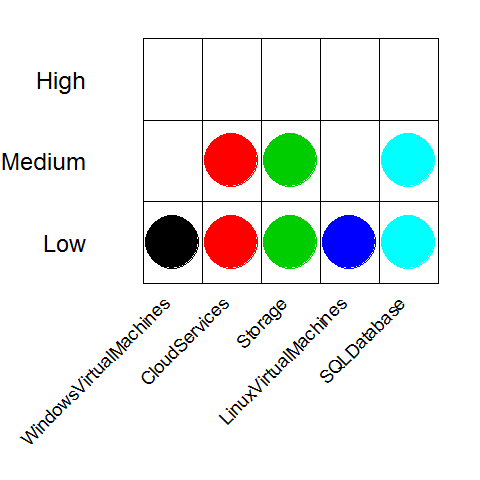 High
Medium
Low
WindowsVirtualMachines
CloudServices
Storage
LinuxVirtualMachines
SQLDatabase